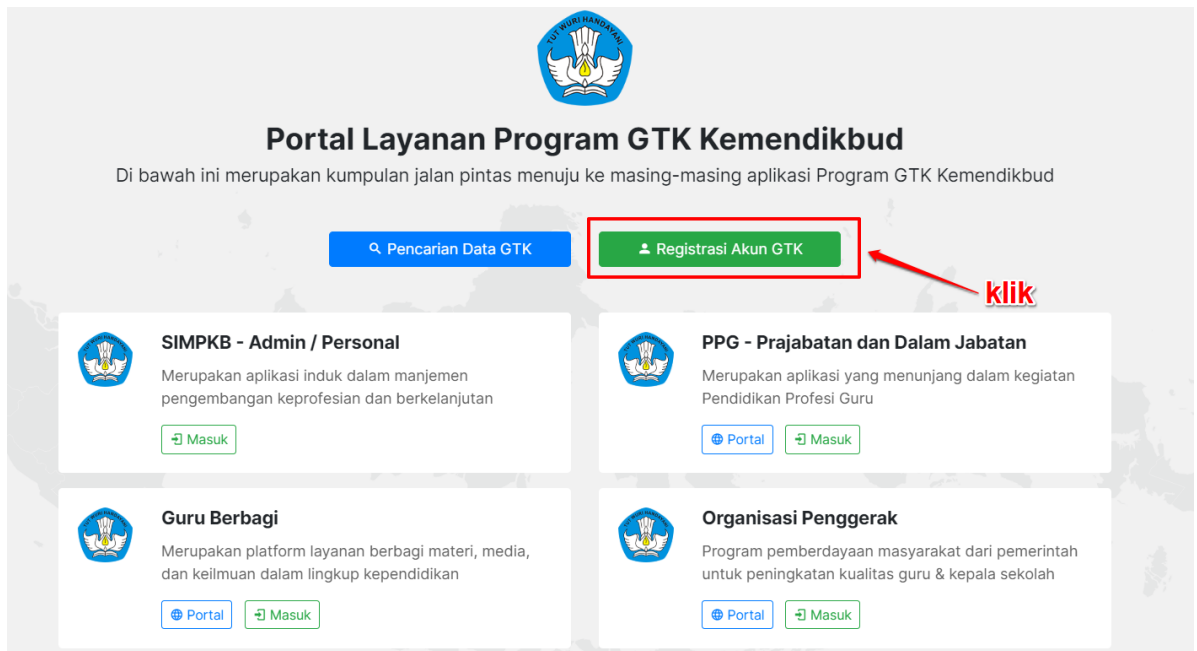 TUT WURI HANDAYANI
Portal Layanan Program GTK Kemendikbud
Di bawah ini merupakan kumpulan jalan pintas menuju ke masing-masing aplikasi Program GTK Kemendikbud
Pencarian Data GTK
Registrasi Akun GTK
klik
SIMPKB - Admin / Personal
Merupakan aplikasi induk dalam manjemen
pengembangan keprofesian dan berkelanjutan
Masuk
PPG - Prajabatan dan Dalam Jabatan
Merupakan aplikasi yang menunjang dalam kegiatan
Pendidikan Profesi Guru
Portal Masuk
Guru Berbagi
Merupakan platform layanan berbagi materi, media,
dan keilmuan dalam lingkup kependidikan
Portal Masuk
Organisasi Penggerak
Program pemberdayaan masyarakat dari pemerintah
untuk peningkatan kualitas guru & kepala sekolah
Portal Masuk